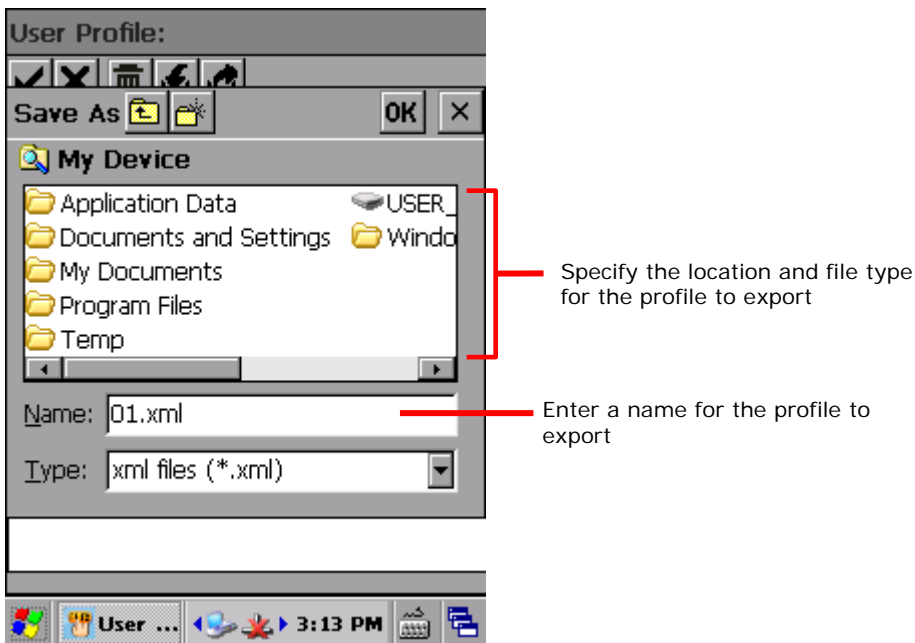 User Profile:
Save As OK
My Device
Application Data USER_
Documents and Settings Windo
My Documents
Program Files
Temp
Name: 01.xml
Type: xml files (*.xml)
User ... 3:13 PM
Specify the location and file type
for the profile to export
Enter a name for the profile to
export